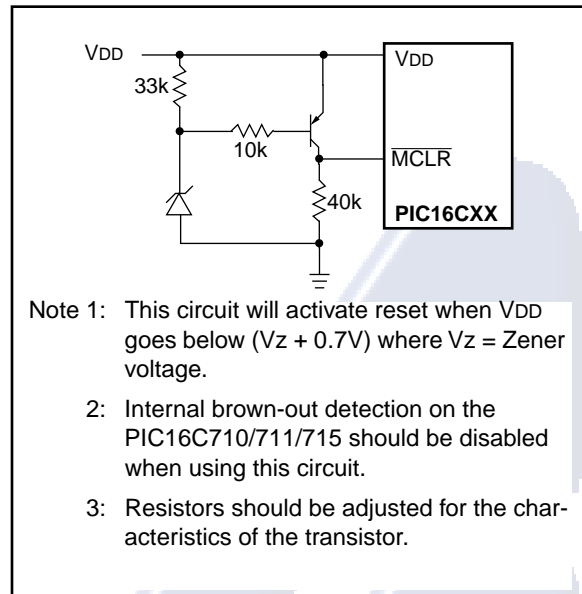 VDD
VDD
33k
10k
MCLR
40k
PIC16CXX
Note 1: This circuit will activate reset when VDD
goes below (Vz + 0.7V) where Vz = Zener
voltage.
2: Internal brown-out detection on the
PIC16C710/711/715 should be disabled
when using this circuit.
3: Resistors should be adjusted for the char-
acteristics of the transistor.